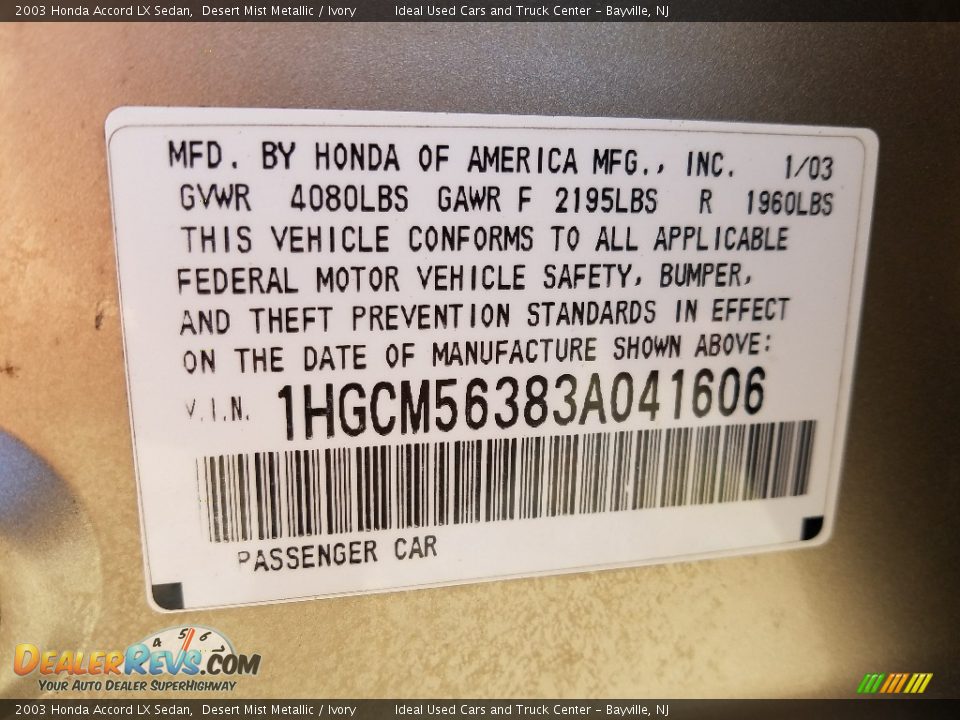 2003 Honda Accord LX Sedan,  Desert Mist Metallic / Ivory    Ideal Used Cars and Truck Center - Bayville, NJ
MFD. BY HONDA OF AMERICA MFG., INC.    1/03
GVWR  4080LBS  GAWR F  2195LBS  R  1960LBS
THIS VEHICLE CONFORMS TO ALL APPLICABLE
FEDERAL MOTOR VEHICLE SAFETY, BUMPER,
AND THEFT PREVENTION STANDARDS IN EFFECT
ON THE DATE OF MANUFACTURE SHOWN ABOVE:
V.I.N. 1HGCM56383A041606
PASSENGER CAR
4 5 6
DEALERREVS.COM
YOUR AUTO DEALER SUPERHIGHWAY
2003 Honda Accord LX Sedan,  Desert Mist Metallic / Ivory    Ideal Used Cars and Truck Center - Bayville, NJ